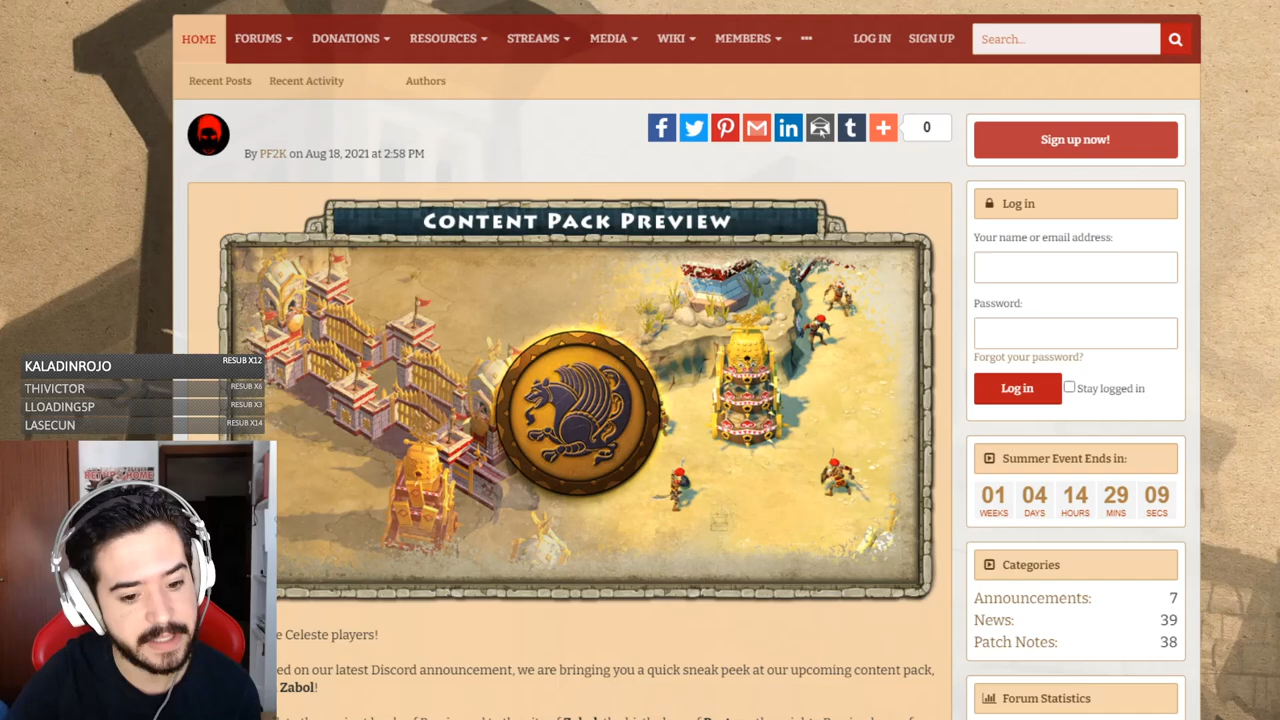 HOME FORUMS DONATIONS RESOURCES STREAMS MEDIA WIKI MEMBERS ••• LOG IN SIGN UP Search...
Recent Posts Recent Activity Authors
By PF2K on Aug 18, 2021 at 2:58 PM
0
CONTENT PACK PREVIEW
Sign up now!
Log in
Your name or email address:
Password:
Forgot your password?
Log in Stay logged in
Summer Event Ends in:
01 04 14 29 09
WEEKS DAYS HOURS MINS SECS
Categories
Announcements: 7
News: 39
Patch Notes: 38
Forum Statistics
KALADINROJO RESUB X12
THIVICTOR RESUB X6
LLOADINGSP RESUB X3
LASECUN RESUB X14
Celeste players!
on our latest Discord announcement, we are bringing you a quick sneak peek at our upcoming content pack,
Zabol!